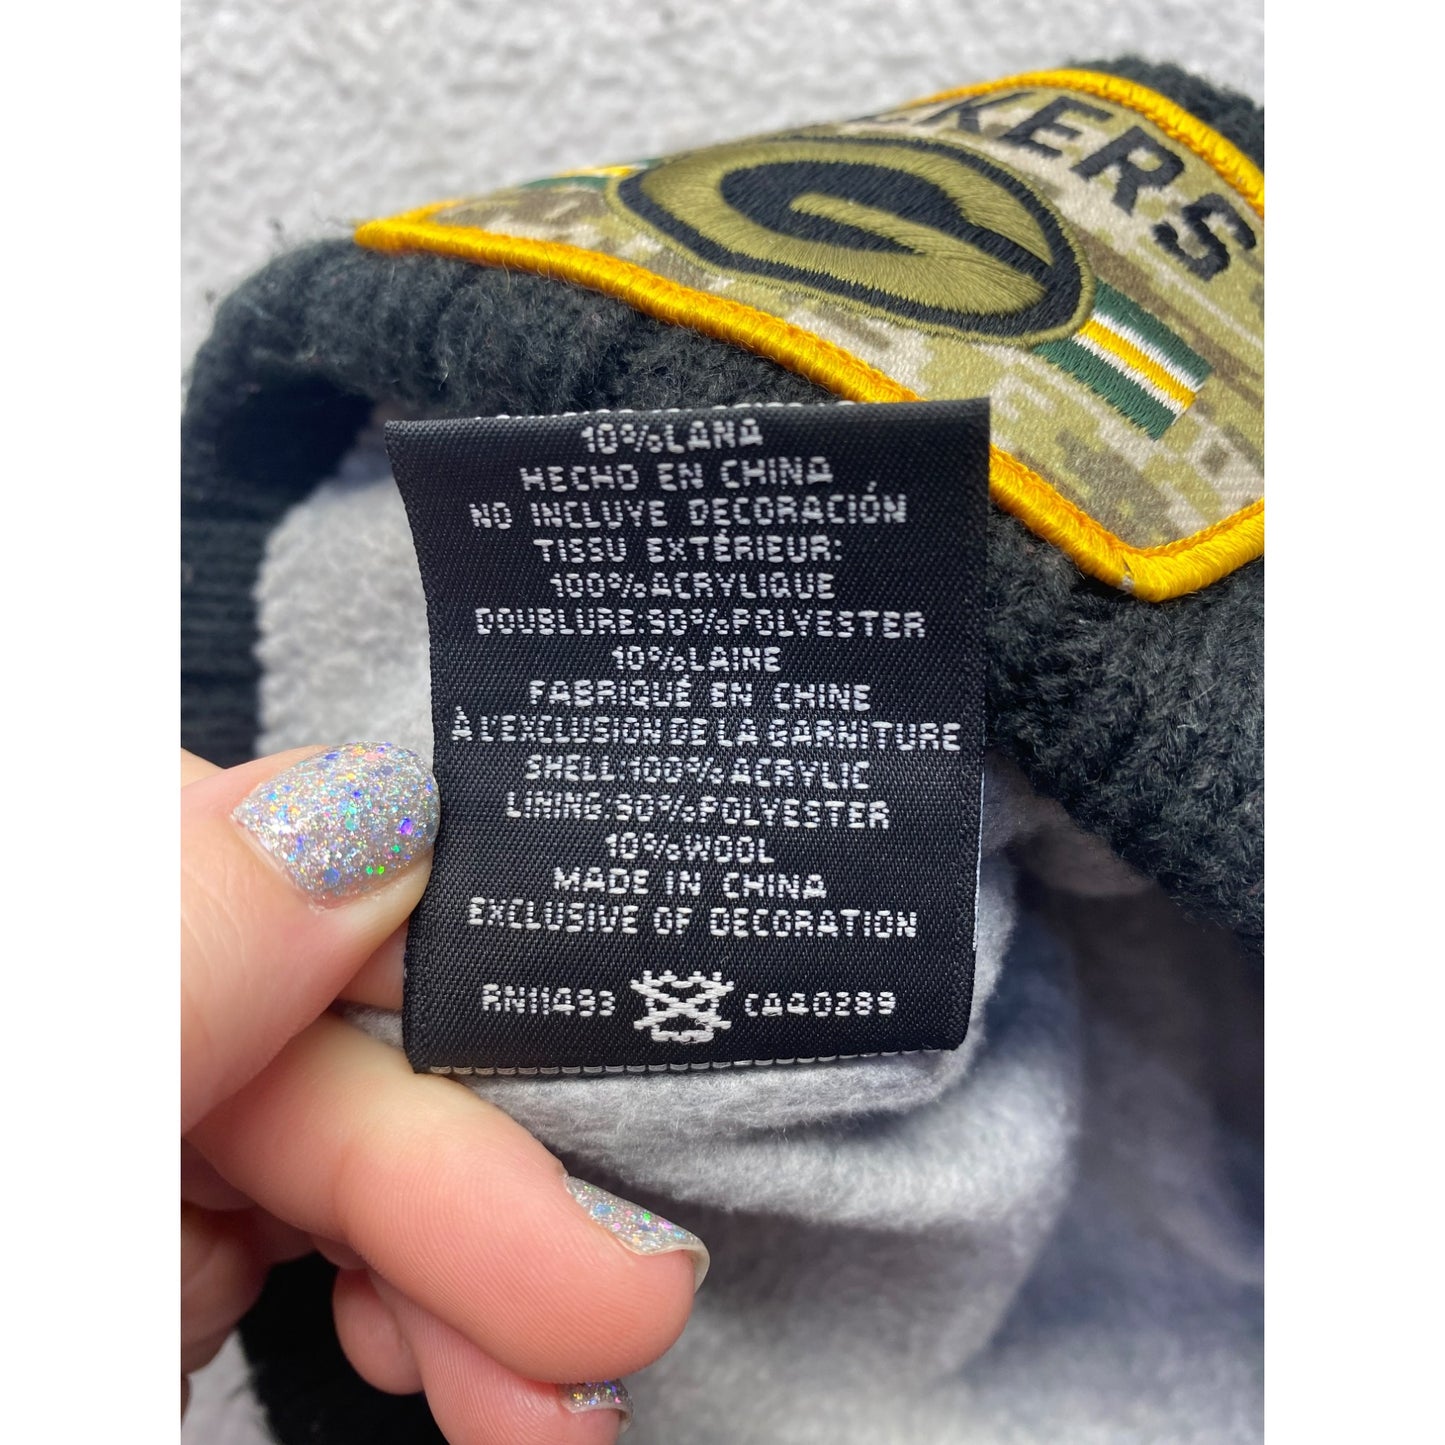 KERS
10%LANA
HECHO EN CHINA
NO INCLUYE DECORACIÓN
TISSU EXTÉRIEUR:
100%ACRYLIQUE
DOUBLURE:90%POLYESTER
10%LAINE
FABRIQUÉ EN CHINE
À L'EXCLUSION DE LA GARNITURE
SHELL:100%ACRYLIC
LINING:90%POLYESTER
10%WOOL
MADE IN CHINA
EXCLUSIVE OF DECORATION
RN11493 CA40289